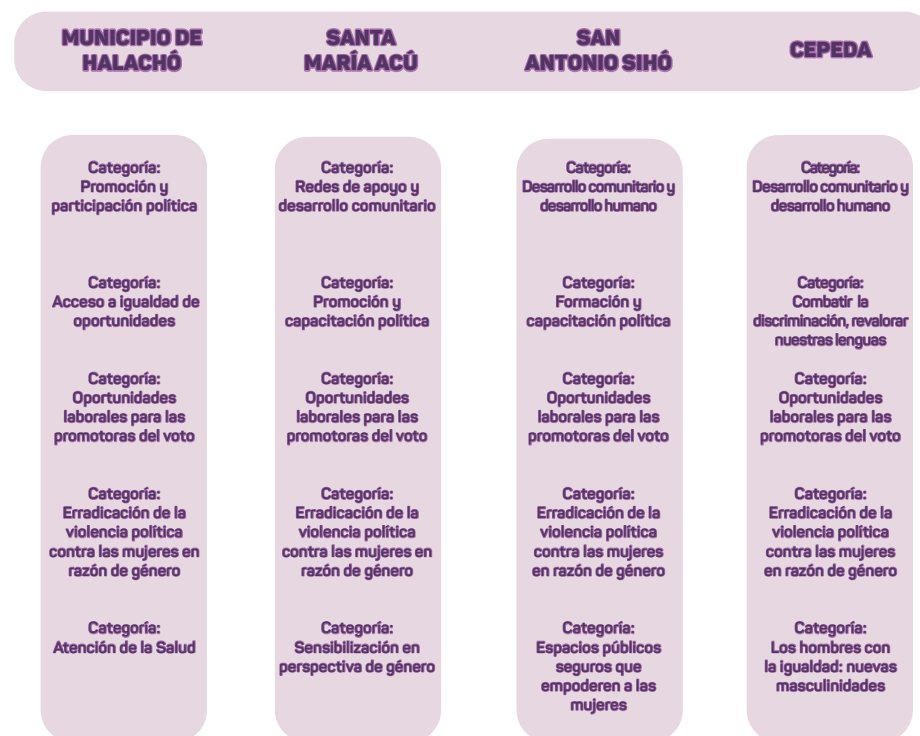 MUNICIPIO DE
HALACHÓ
SANTA
MARÍA ACÚ
SAN
ANTONIO SIHÓ
CEPEDA
Categoría:
Promoción y
participación política
Categoría:
Acceso a igualdad de
oportunidades
Categoría:
Oportunidades
laborales para las
promotoras del voto
Categoría:
Erradicación de la
violencia política
contra las mujeres en
razón de género
Categoría:
Atención de la Salud
Categoría:
Redes de apoyo y
desarrollo comunitario
Categoría:
Promoción y
capacitación política
Categoría:
Oportunidades
laborales para las
promotoras del voto
Categoría:
Erradicación de la
violencia política
contra las mujeres en
razón de género
Categoría:
Sensibilización en
perspectiva de género
Categoría:
Desarrollo comunitario y
desarrollo humano
Categoría:
Formación y
capacitación política
Categoría:
Oportunidades
laborales para las
promotoras del voto
Categoría:
Erradicación de la
violencia política
contra las mujeres
en razón de género
Categoría:
Espacios públicos
seguros que
empoderen a las
mujeres
Categoría:
Desarrollo comunitario y
desarrollo humano
Categoría:
Combatir la
discriminación, revalorar
nuestras lenguas
Categoría:
Oportunidades
laborales para las
promotoras del voto
Categoría:
Erradicación de la
violencia política
contra las mujeres
en razón de género
Categoría:
Los hombres con
la igualdad: nuevas
masculinidades